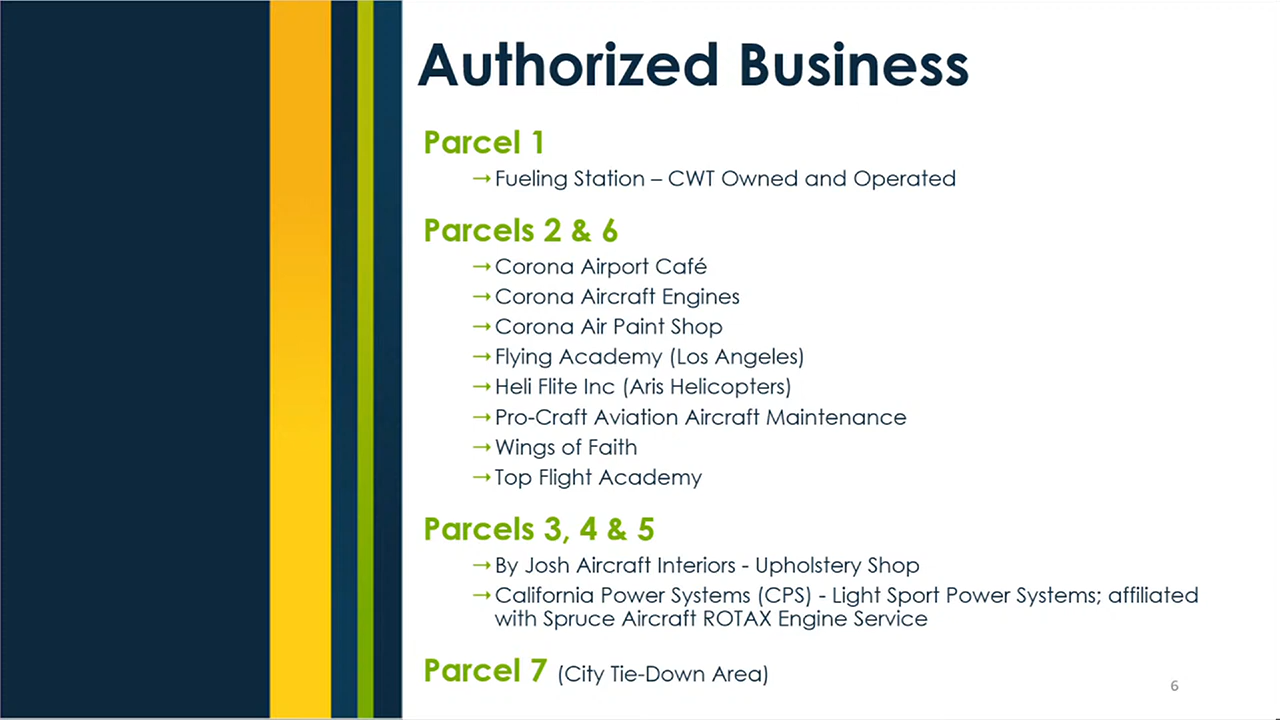 Authorized Business
Parcel 1
→Fueling Station – CWT Owned and Operated
Parcels 2 & 6
→Corona Airport Café
→Corona Aircraft Engines
→Corona Air Paint Shop
→Flying Academy (Los Angeles)
→Heli Flite Inc (Aris Helicopters)
→Pro-Craft Aviation Aircraft Maintenance
→Wings of Faith
→Top Flight Academy
Parcels 3, 4 & 5
→By Josh Aircraft Interiors - Upholstery Shop
→California Power Systems (CPS) - Light Sport Power Systems; affiliated
with Spruce Aircraft ROTAX Engine Service
Parcel 7 (City Tie-Down Area)
6